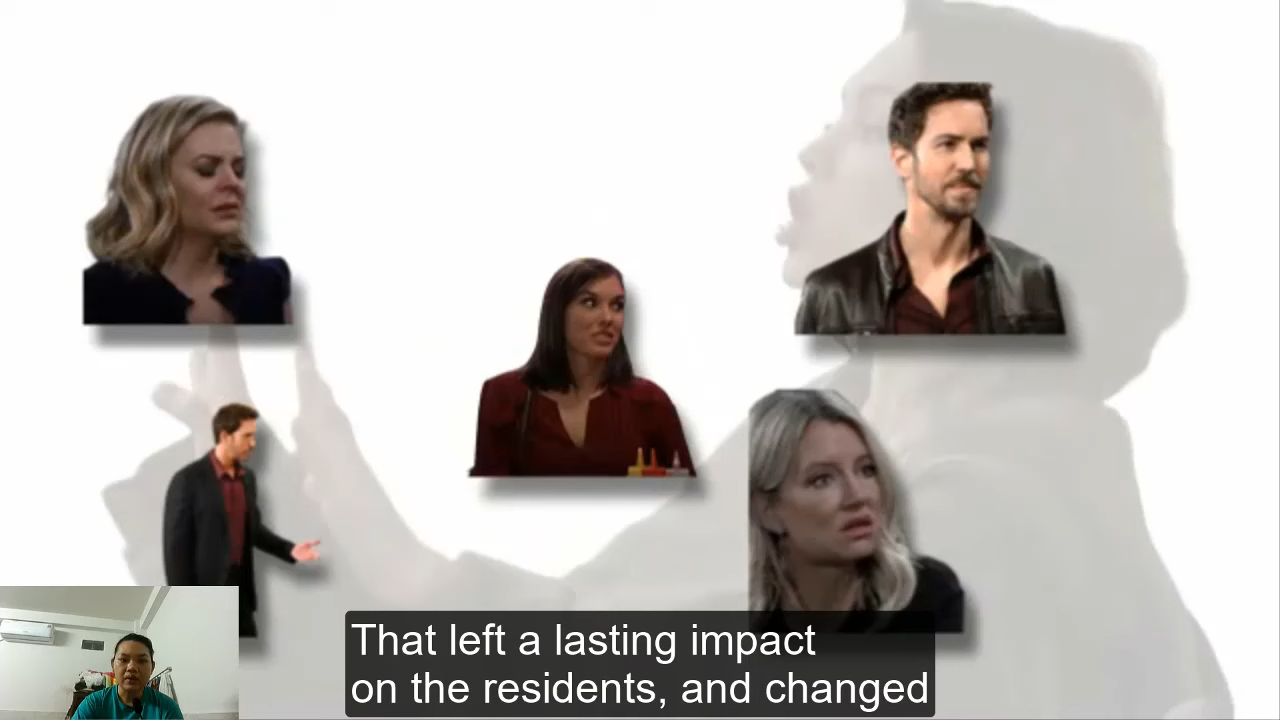 That left a lasting impact
on the residents, and changed